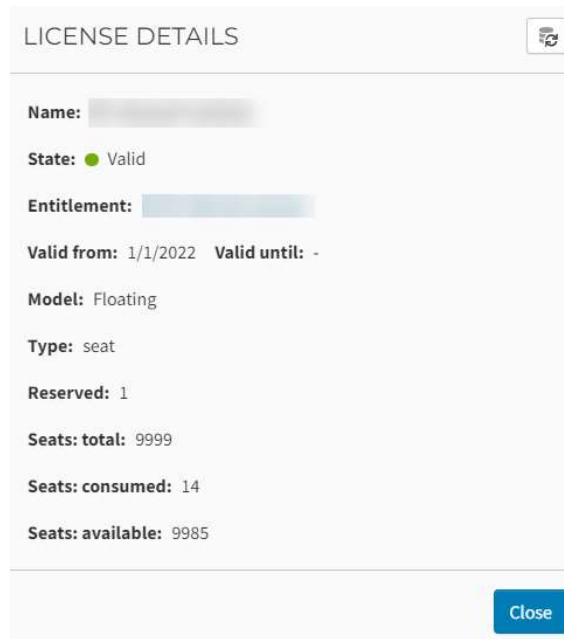 LICENSE DETAILS
Name:
State: Valid
Entitlement:
Valid from: 1/1/2022 Valid until: -
Model: Floating
Type: seat
Reserved: 1
Seats: total: 9999
Seats: consumed: 14
Seats: available: 9985
Close